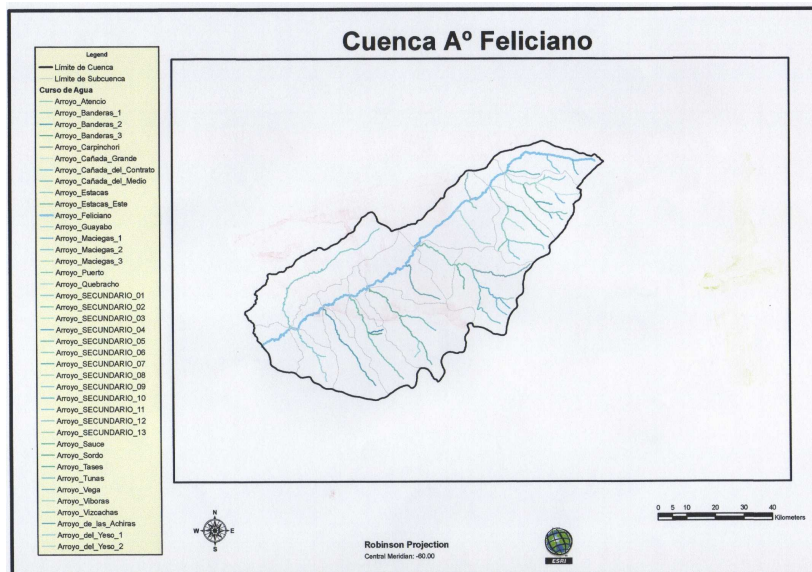 Cuenca Aº Feliciano
Legend
Límite de Cuenca
Límite de Subcuenca
Curso de Agua
Arroyo_Atencio
Arroyo_Banderas_1
Arroyo_Banderas_2
Arroyo_Banderas_3
Arroyo_Carpinchori
Arroyo_Cañada_Grande
Arroyo_Cañada_del_Contrato
Arroyo_Cañada_del_Medio
Arroyo_Estacas
Arroyo_Estacas_Este
Arroyo_Feliciano
Arroyo_Guayabo
Arroyo_Maciegas_1
Arroyo_Maciegas_2
Arroyo_Maciegas_3
Arroyo_Puerto
Arroyo_Quebracho
Arroyo_SECUNDARIO_01
Arroyo_SECUNDARIO_02
Arroyo_SECUNDARIO_03
Arroyo_SECUNDARIO_04
Arroyo_SECUNDARIO_05
Arroyo_SECUNDARIO_06
Arroyo_SECUNDARIO_07
Arroyo_SECUNDARIO_08
Arroyo_SECUNDARIO_09
Arroyo_SECUNDARIO_10
Arroyo_SECUNDARIO_11
Arroyo_SECUNDARIO_12
Arroyo_SECUNDARIO_13
Arroyo_Sauce
Arroyo_Sordo
Arroyo_Tases
Arroyo_Tunas
Arroyo_Vega
Arroyo_Viboras
Arroyo_Vizcachas
Arroyo_de_las_Achiras
Arroyo_del_Yeso_1
Arroyo_del_Yeso_2
N
W E
S
Robinson Projection
Central Meridian: -60.00
ESRI
0 5 10 20 30 40
Kilometers